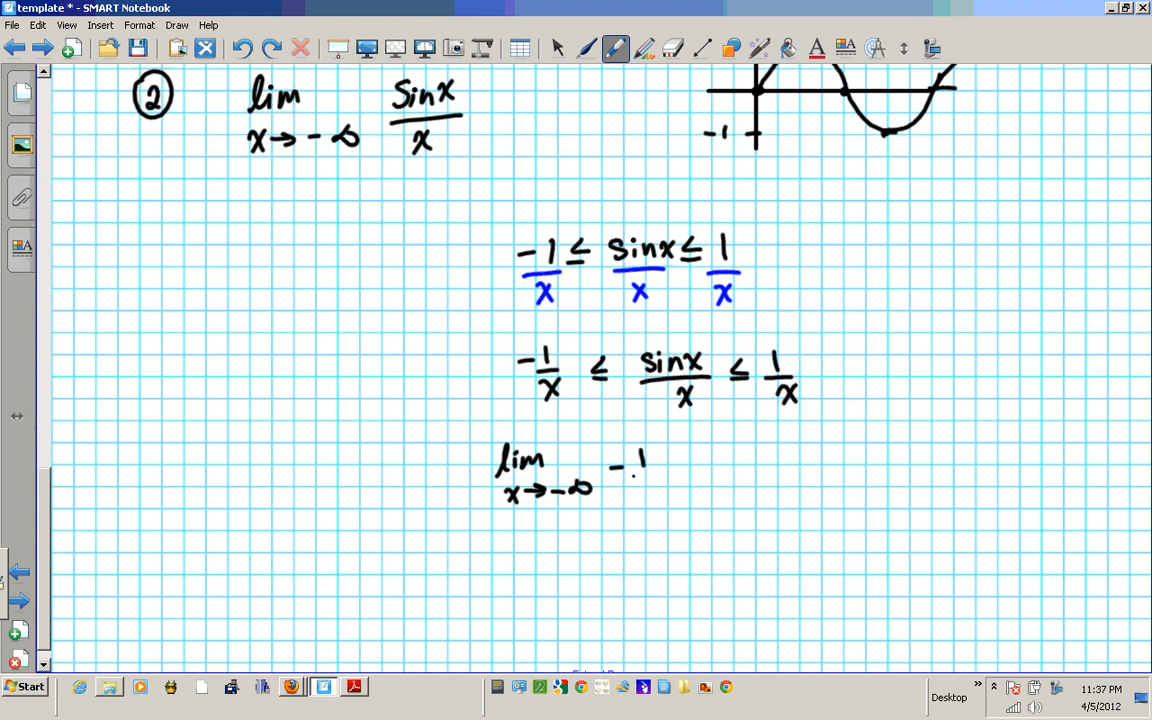 template * - SMART Notebook
File Edit View Insert Format Draw Help
② lim sinx
x→-∞ x
-1
-1 ≤ sinx ≤ 1
x x x
-1/x ≤ sinx/x ≤ 1/x
lim -1
x→-∞
Start
Desktop
11:37 PM
4/5/2012